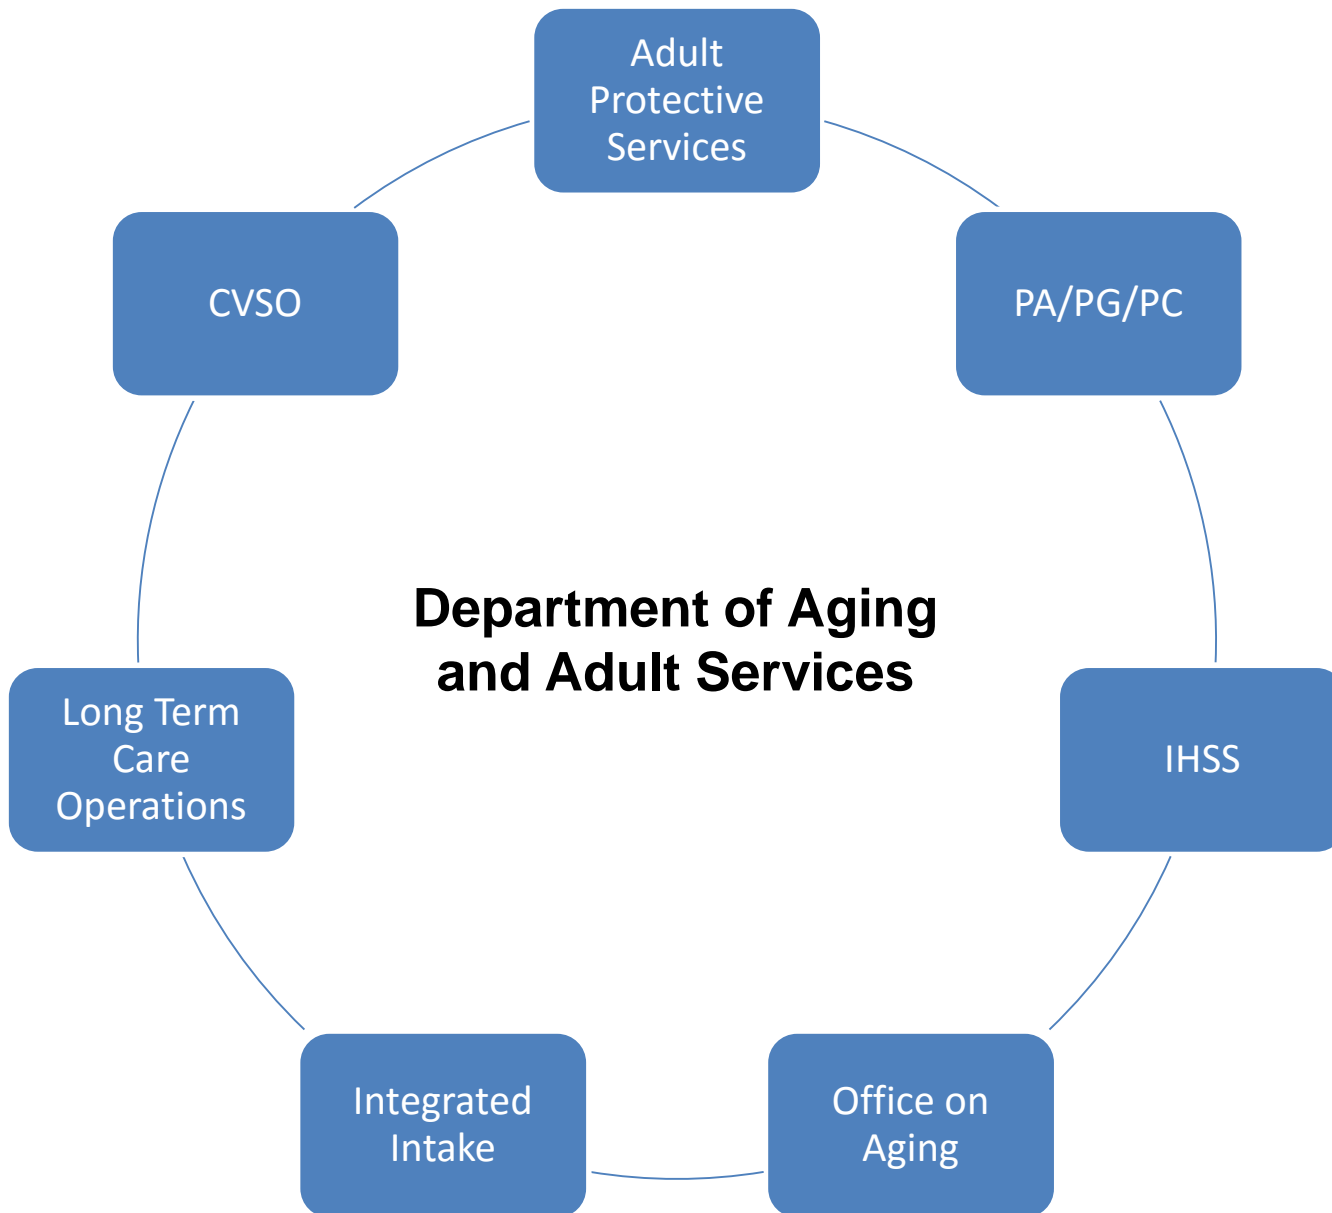 Adult
Protective
Services
CVSO
PA/PG/PC
Department of Aging
and Adult Services
Long Term
Care
Operations
IHSS
Integrated
Intake
Office on
Aging